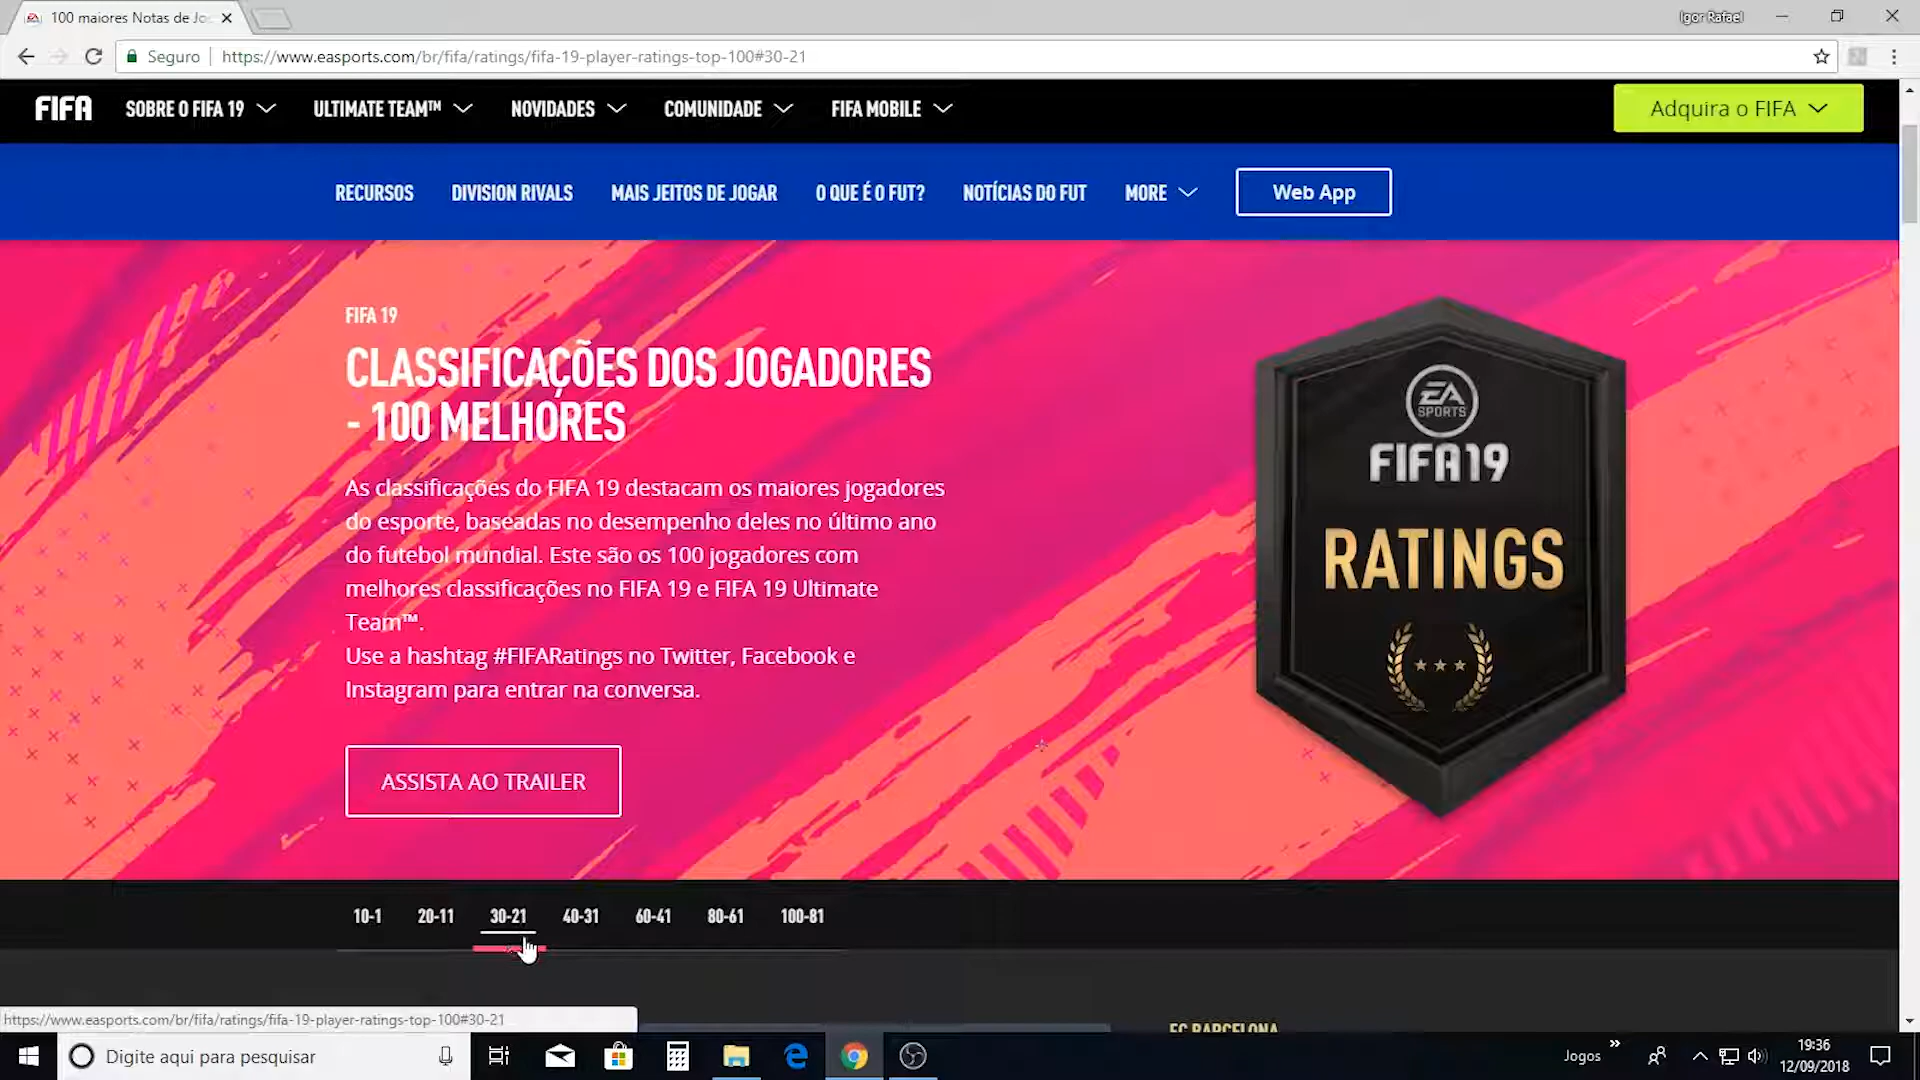 100 maiores Notas de Jo
Igor Rafael
Seguro
https://www.easports.com/br/fifa/ratings/fifa-19-player-ratings-top-100#30-21
FIFA
SOBRE O FIFA 19
ULTIMATE TEAM™
NOVIDADES
COMUNIDADE
FIFA MOBILE
Adquira o FIFA
RECURSOS
DIVISION RIVALS
MAIS JEITOS DE JOGAR
O QUE É O FUT?
NOTÍCIAS DO FUT
MORE
Web App
FIFA 19
CLASSIFICAÇÕES DOS JOGADORES
- 100 MELHORES
As classificações do FIFA 19 destacam os maiores jogadores
do esporte, baseadas no desempenho deles no último ano
do futebol mundial. Este são os 100 jogadores com
melhores classificações no FIFA 19 e FIFA 19 Ultimate
Team™.
Use a hashtag #FIFARatings no Twitter, Facebook e
Instagram para entrar na conversa.
ASSISTA AO TRAILER
EA
SPORTS
FIFA19
RATINGS
10-1
20-11
30-21
40-31
60-41
80-61
100-81
FC BARCELONA
https://www.easports.com/br/fifa/ratings/fifa-19-player-ratings-top-100#30-21
Digite aqui para pesquisar
Jogos
19:36
12/09/2018